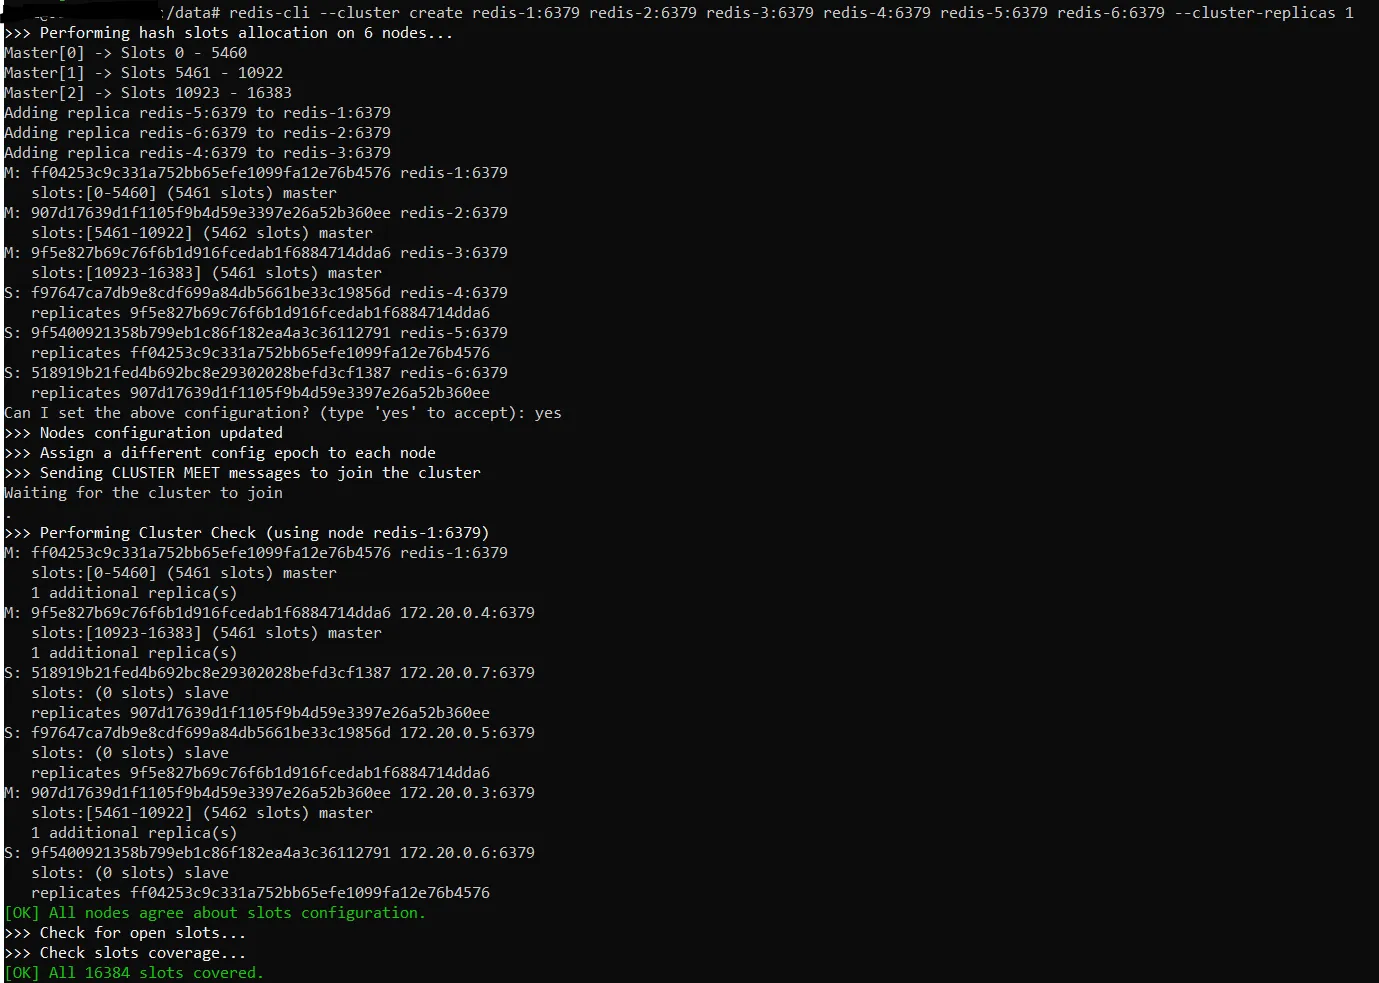 :/data# redis-cli --cluster create redis-1:6379 redis-2:6379 redis-3:6379 redis-4:6379 redis-5:6379 redis-6:6379 --cluster-replicas 1
>>> Performing hash slots allocation on 6 nodes...
Master[0] -> Slots 0 - 5460
Master[1] -> Slots 5461 - 10922
Master[2] -> Slots 10923 - 16383
Adding replica redis-5:6379 to redis-1:6379
Adding replica redis-6:6379 to redis-2:6379
Adding replica redis-4:6379 to redis-3:6379
M: ff04253c9c331a752bb65efe1099fa12e76b4576 redis-1:6379
   slots:[0-5460] (5461 slots) master
M: 907d17639d1f1105f9b4d59e3397e26a52b360ee redis-2:6379
   slots:[5461-10922] (5462 slots) master
M: 9f5e827b69c76f6b1d916fcedab1f6884714dda6 redis-3:6379
   slots:[10923-16383] (5461 slots) master
S: f97647ca7db9e8cdf699a84db5661be33c19856d redis-4:6379
   replicates 9f5e827b69c76f6b1d916fcedab1f6884714dda6
S: 9f5400921358b799eb1c86f182ea4a3c36112791 redis-5:6379
   replicates ff04253c9c331a752bb65efe1099fa12e76b4576
S: 518919b21fed4b692bc8e29302028befd3cf1387 redis-6:6379
   replicates 907d17639d1f1105f9b4d59e3397e26a52b360ee
Can I set the above configuration? (type 'yes' to accept): yes
>>> Nodes configuration updated
>>> Assign a different config epoch to each node
>>> Sending CLUSTER MEET messages to join the cluster
Waiting for the cluster to join
.
>>> Performing Cluster Check (using node redis-1:6379)
M: ff04253c9c331a752bb65efe1099fa12e76b4576 redis-1:6379
   slots:[0-5460] (5461 slots) master
   1 additional replica(s)
M: 9f5e827b69c76f6b1d916fcedab1f6884714dda6 172.20.0.4:6379
   slots:[10923-16383] (5461 slots) master
   1 additional replica(s)
S: 518919b21fed4b692bc8e29302028befd3cf1387 172.20.0.7:6379
   slots: (0 slots) slave
   replicates 907d17639d1f1105f9b4d59e3397e26a52b360ee
S: f97647ca7db9e8cdf699a84db5661be33c19856d 172.20.0.5:6379
   slots: (0 slots) slave
   replicates 9f5e827b69c76f6b1d916fcedab1f6884714dda6
M: 907d17639d1f1105f9b4d59e3397e26a52b360ee 172.20.0.3:6379
   slots:[5461-10922] (5462 slots) master
   1 additional replica(s)
S: 9f5400921358b799eb1c86f182ea4a3c36112791 172.20.0.6:6379
   slots: (0 slots) slave
   replicates ff04253c9c331a752bb65efe1099fa12e76b4576
[OK] All nodes agree about slots configuration.
>>> Check for open slots...
>>> Check slots coverage...
[OK] All 16384 slots covered.